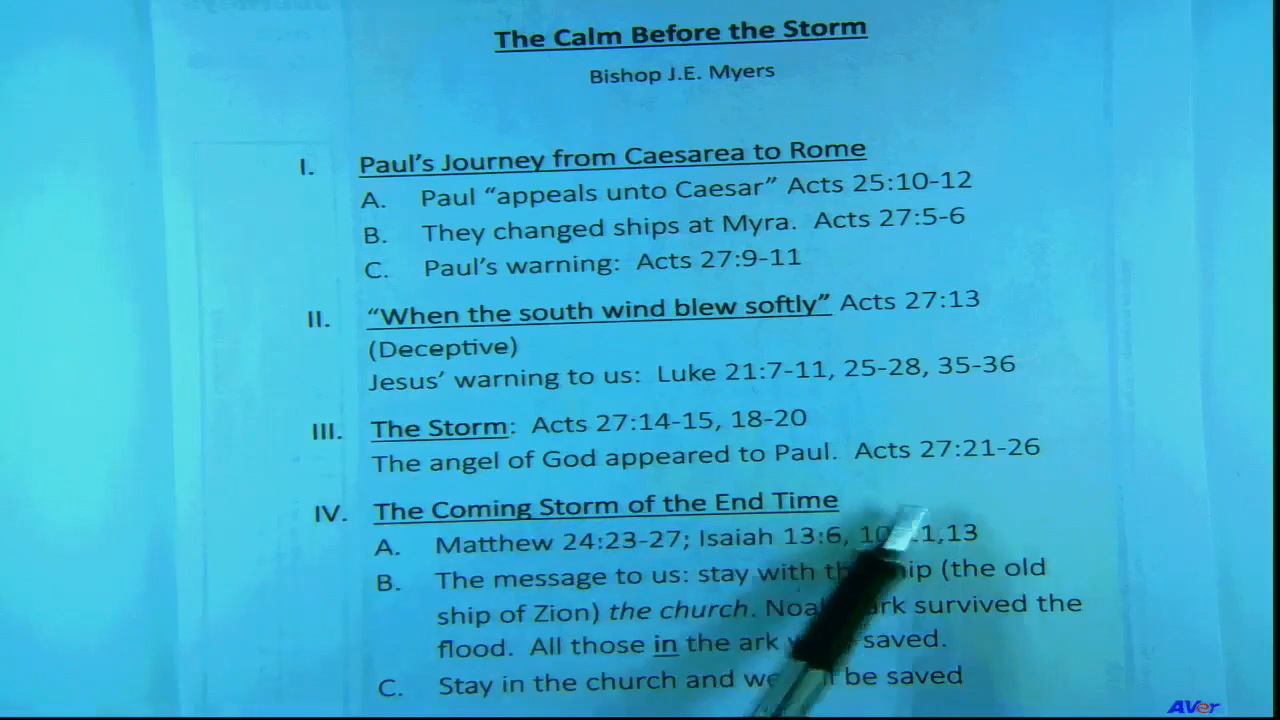 The Calm Before the Storm
Bishop J.E. Myers
I. Paul's Journey from Caesarea to Rome
A. Paul "appeals unto Caesar" Acts 25:10-12
B. They changed ships at Myra. Acts 27:5-6
C. Paul's warning: Acts 27:9-11
II. "When the south wind blew softly" Acts 27:13
(Deceptive)
Jesus' warning to us: Luke 21:7-11, 25-28, 35-36
III. The Storm: Acts 27:14-15, 18-20
The angel of God appeared to Paul. Acts 27:21-26
IV. The Coming Storm of the End Time
A. Matthew 24:23-27; Isaiah 13:6, 13
B. The message to us: stay with (the old
ship of Zion) the church. survived the
flood. All those in the ark saved.
C. Stay in the church and be saved
AVer